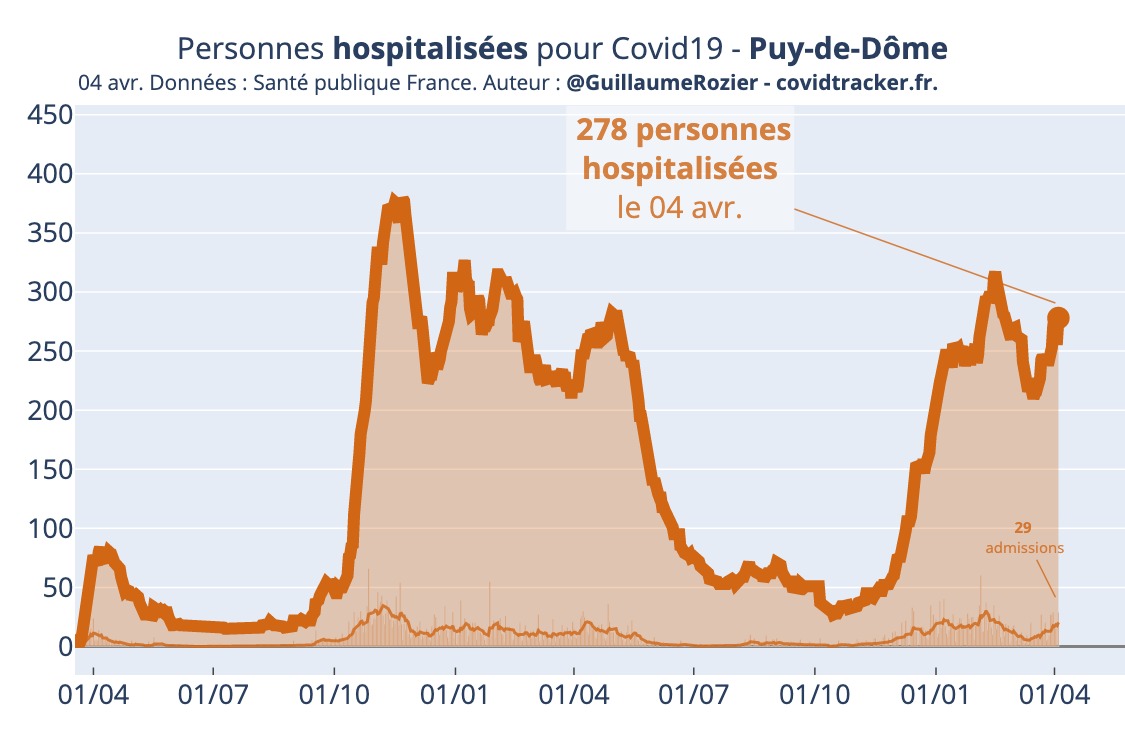 Personnes hospitalisées pour Covid19 - Puy-de-Dôme
04 avr. Données : Santé publique France. Auteur : @GuillaumeRozier - covidtracker.fr.
450
278 personnes
hospitalisées
le 04 avr.
400
350
300
250
200
150
100
29
admissions
50
0
01/04 01/07 01/10 01/01 01/04 01/07 01/10 01/01 01/04